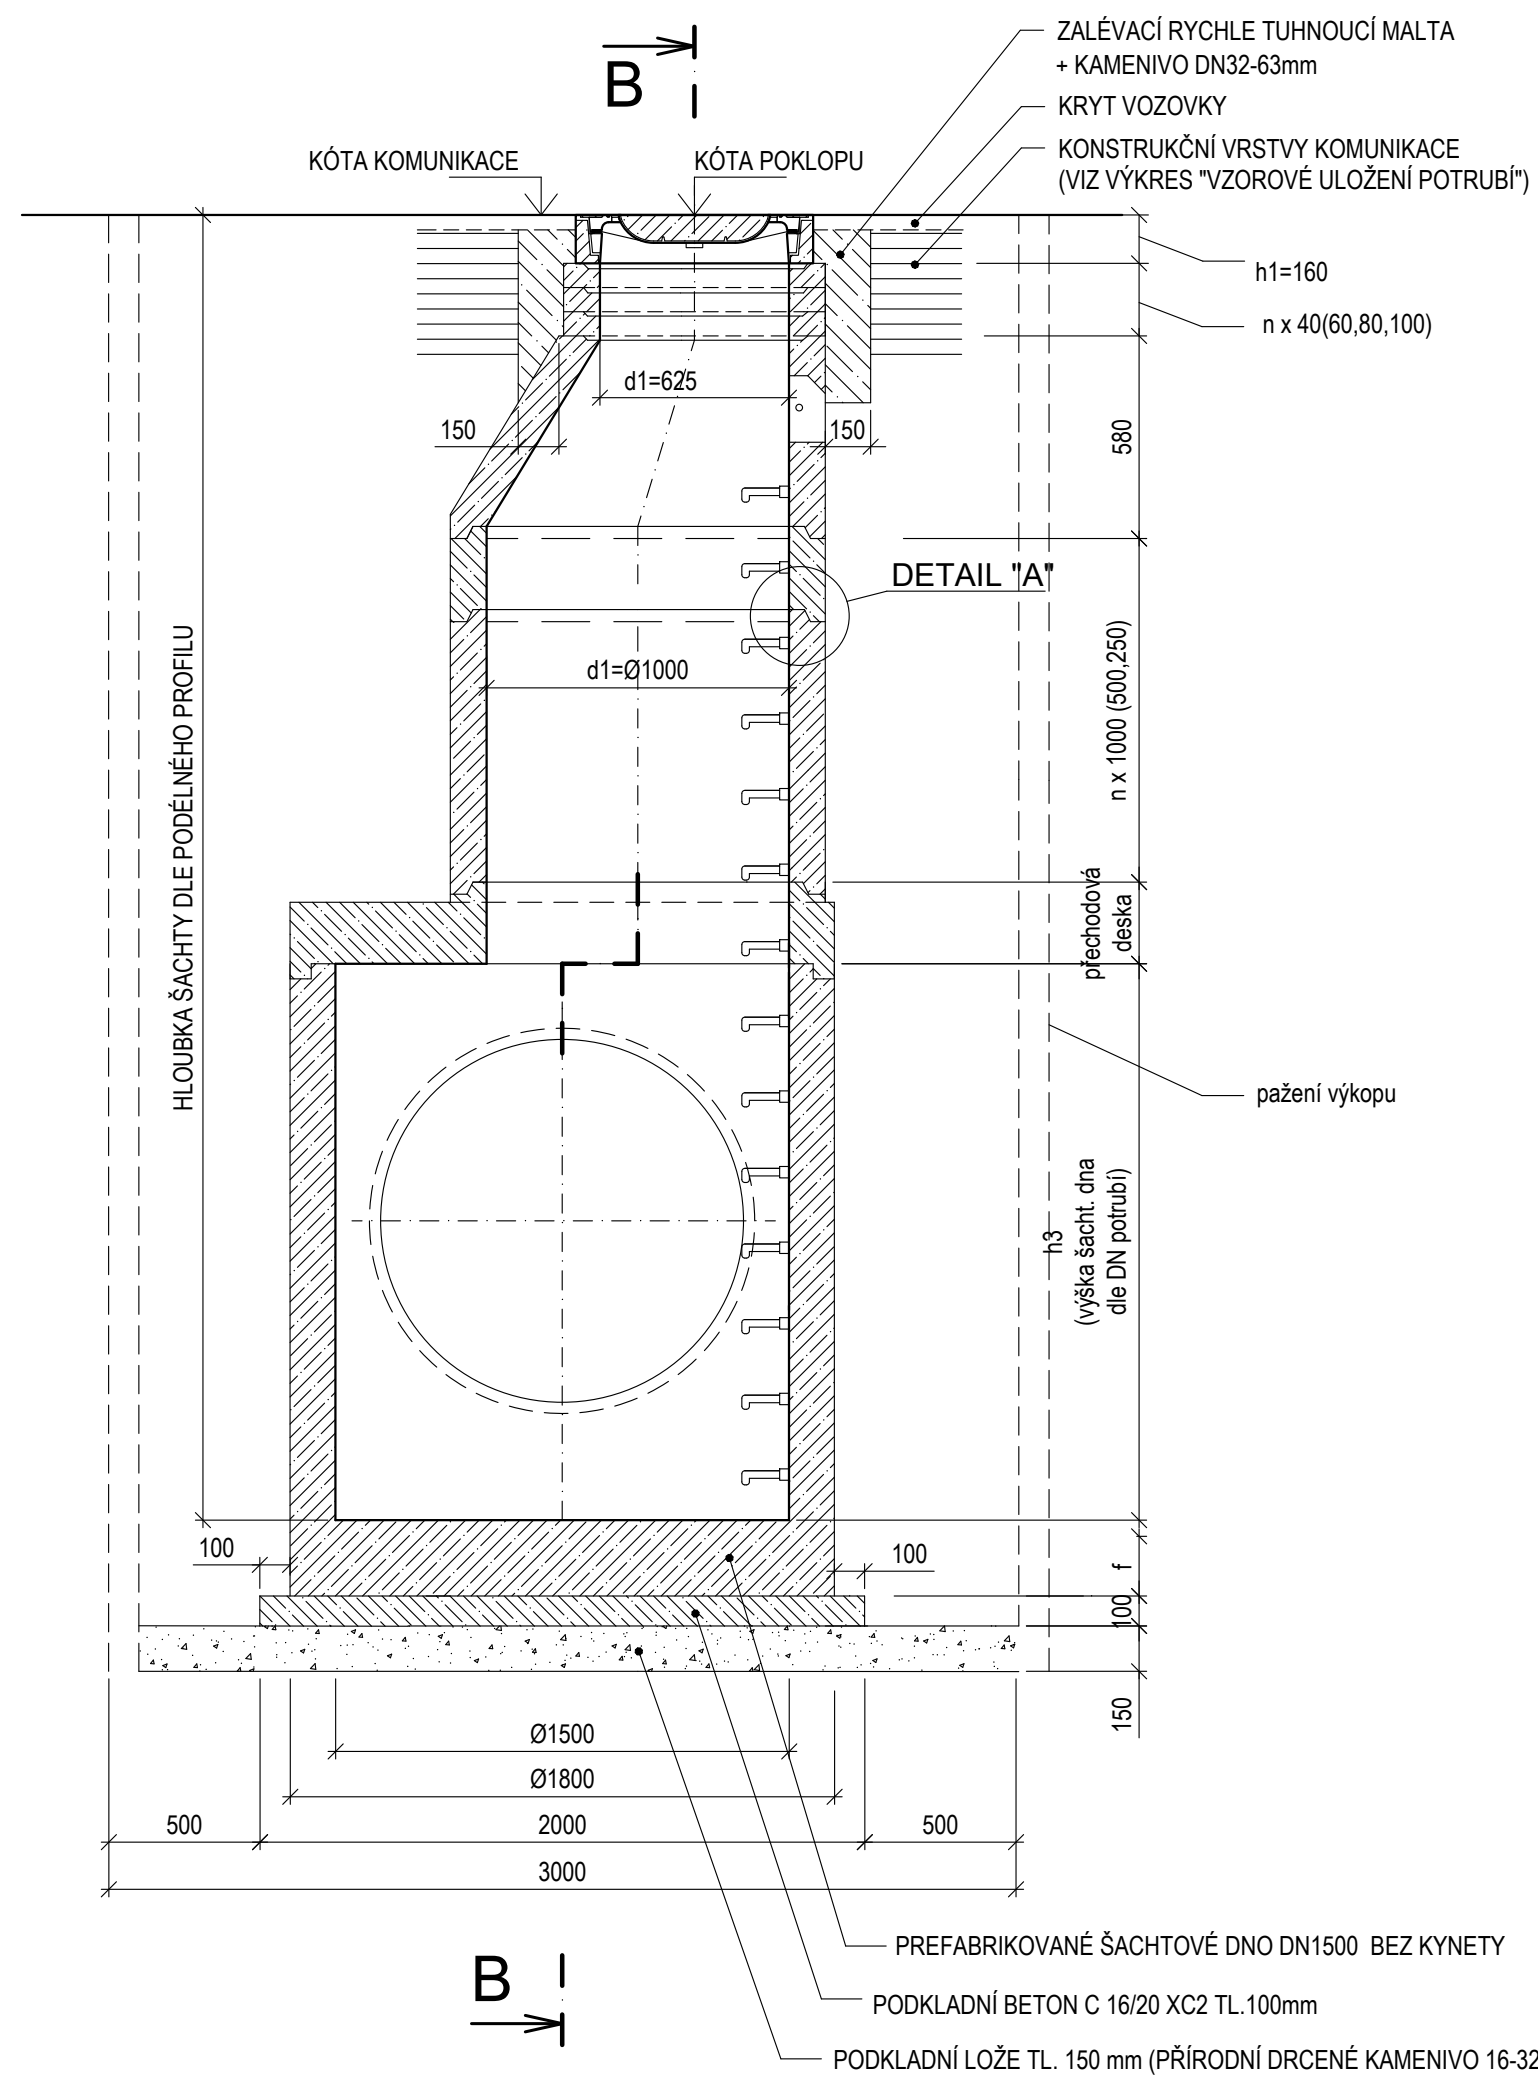 B
ZALÉVACÍ RYCHLE TUHNOUCÍ MALTA
+ KAMENIVO DN32-63mm
KRYT VOZOVKY
KONSTRUKČNÍ VRSTVY KOMUNIKACE
(VIZ VÝKRES "VZOROVÉ ULOŽENÍ POTRUBÍ")
KÓTA KOMUNIKACE
KÓTA POKLOPU
h1=160
n x 40(60,80,100)
d1=625
150
150
580
DETAIL "A"
d1=Ø1000
n x 1000 (500,250)
HLOUBKA ŠACHTY DLE PODÉLNÉHO PROFILU
přechodová
deska
pažení výkopu
h3
(výška šacht. dna
dle DN potrubí)
100
100
f
100
150
Ø1500
Ø1800
500
2000
500
3000
PREFABRIKOVANÉ ŠACHTOVÉ DNO DN1500 BEZ KYNETY
B
PODKLADNÍ BETON C 16/20 XC2 TL.100mm
PODKLADNÍ LOŽE TL. 150 mm (PŘÍRODNÍ DRCENÉ KAMENIVO 16-32